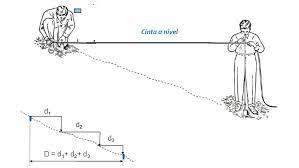 Cinta a nivel
d1
d2
d3
D = d1+ d2+ d3